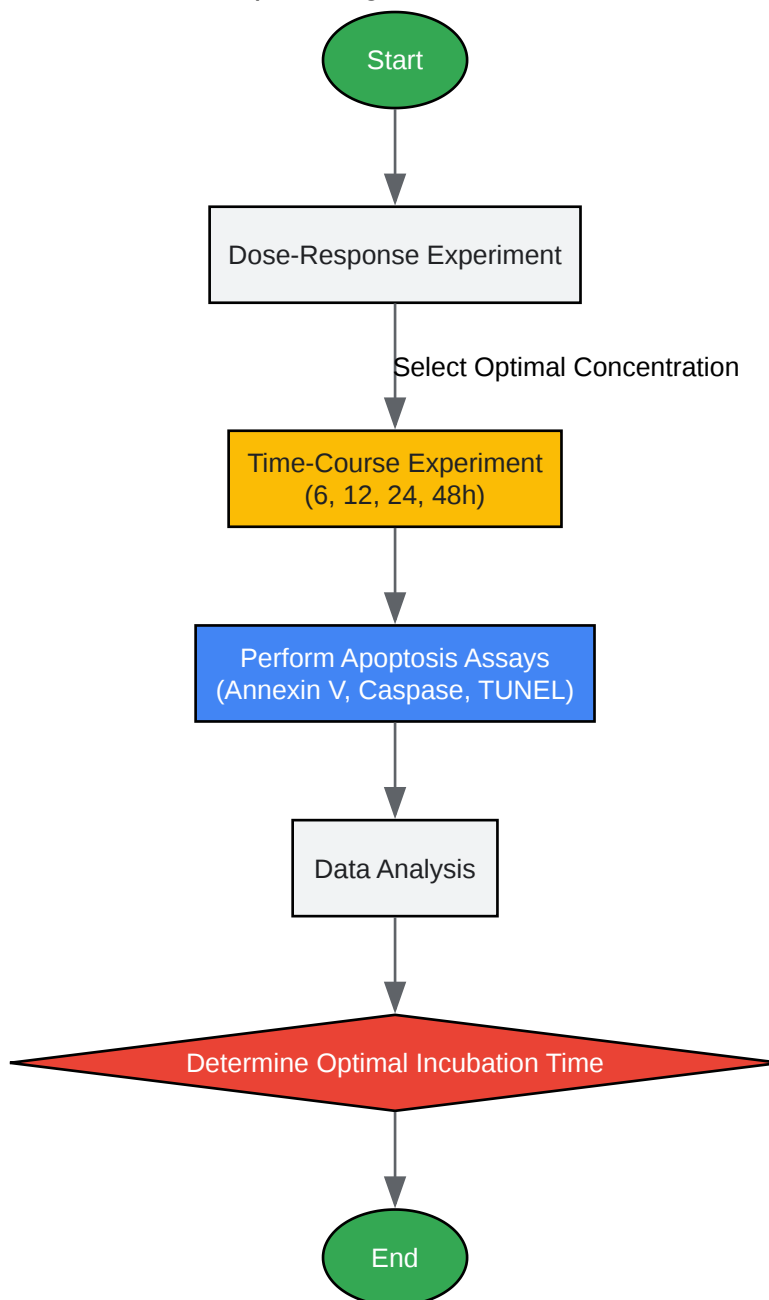 Start
Dose-Response Experiment
Select Optimal Concentration
Time-Course Experiment
(6, 12, 24, 48h)
Perform Apoptosis Assays
(Annexin V, Caspase, TUNEL)
Data Analysis
Determine Optimal Incubation Time
End